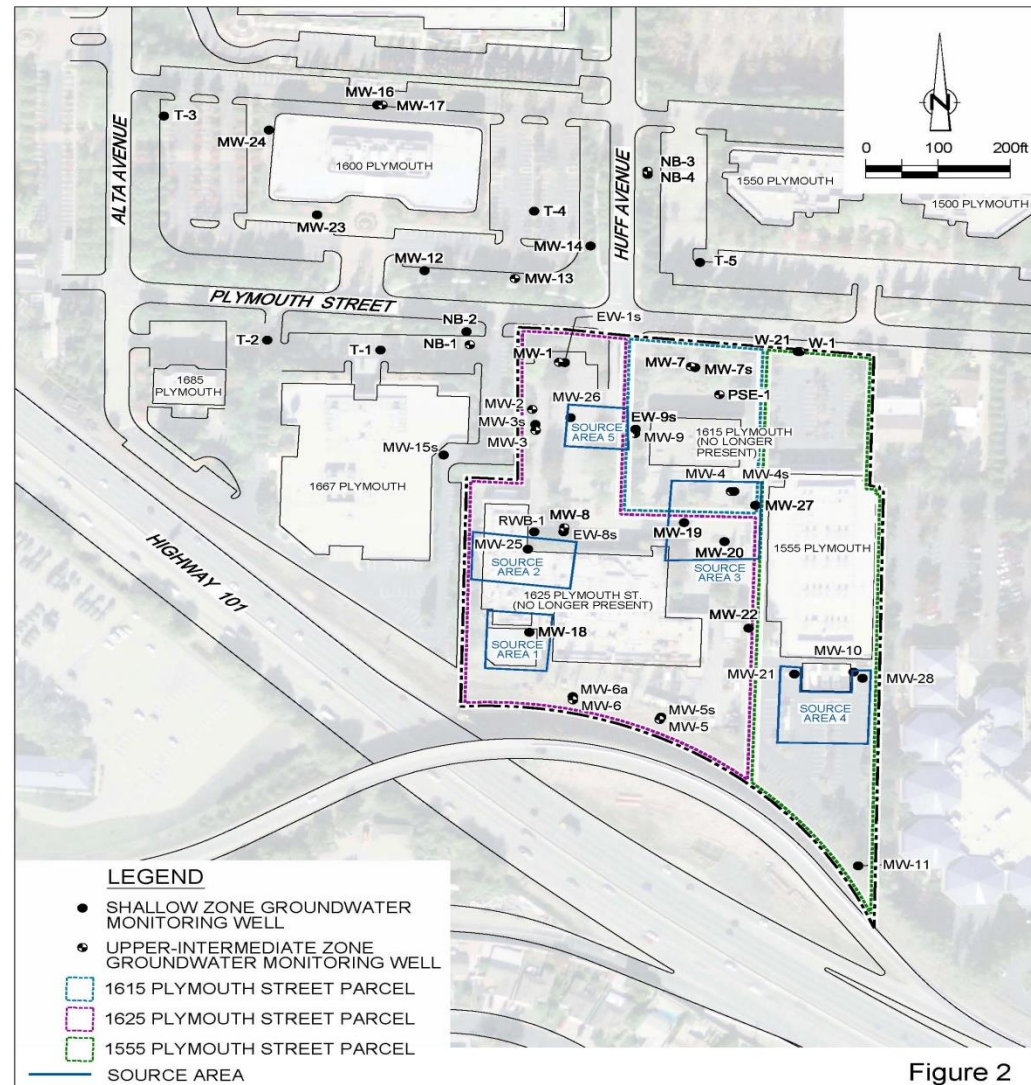 MW-16
MW-17
T-3
MW-24
ALTA AVENUE
1600 PLYMOUTH
MW-23
T-4
MW-14
MW-12
MW-13
HUFF AVENUE
NB-3
NB-4
1550 PLYMOUTH
1500 PLYMOUTH
T-5
N
0 100 200ft
PLYMOUTH STREET
EW-1s
NB-2
NB-1
T-2
T-1
1685
PLYMOUTH
MW-1
MW-7
MW-7s
W-21
W-1
PSE-1
MW-2
MW-3s
MW-3
MW-26
SOURCE
AREA 5
EW-9s
MW-9
1615 PLYMOUTH
(NO LONGER
PRESENT)
MW-15s
1667 PLYMOUTH
MW-4
MW-4s
MW-27
MW-19
MW-20
SOURCE
AREA 3
RWB-1
MW-8
EW-8s
MW-25
SOURCE
AREA 2
1555 PLYMOUTH
1625 PLYMOUTH ST.
(NO LONGER PRESENT)
HIGHWAY 101
MW-18
SOURCE
AREA 1
MW-22
MW-10
MW-21
MW-28
SOURCE
AREA 4
MW-6a
MW-6
MW-5s
MW-5
MW-11
LEGEND
SHALLOW ZONE GROUNDWATER
MONITORING WELL
UPPER-INTERMEDIATE ZONE
GROUNDWATER MONITORING WELL
1615 PLYMOUTH STREET PARCEL
1625 PLYMOUTH STREET PARCEL
1555 PLYMOUTH STREET PARCEL
SOURCE AREA
Figure 2